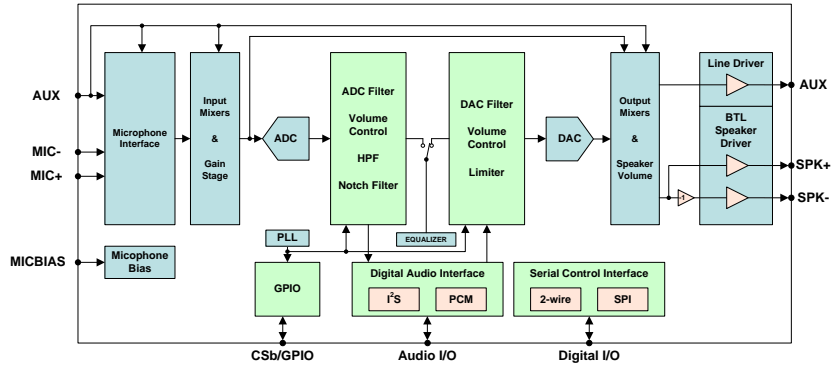 AUX
MIC-
MIC+
MICBIAS
Microphone
Interface
Input
Mixers
&
Gain
Stage
ADC
ADC Filter
Volume
Control
HPF
Notch Filter
EQUALIZER
DAC Filter
Volume
Control
Limiter
DAC
Output
Mixers
&
Speaker
Volume
Line Driver
BTL
Speaker
Driver
-1
AUX
SPK+
SPK-
Micophone
Bias
PLL
GPIO
Digital Audio Interface
I²S
PCM
Serial Control Interface
2-wire
SPI
CSb/GPIO
Audio I/O
Digital I/O